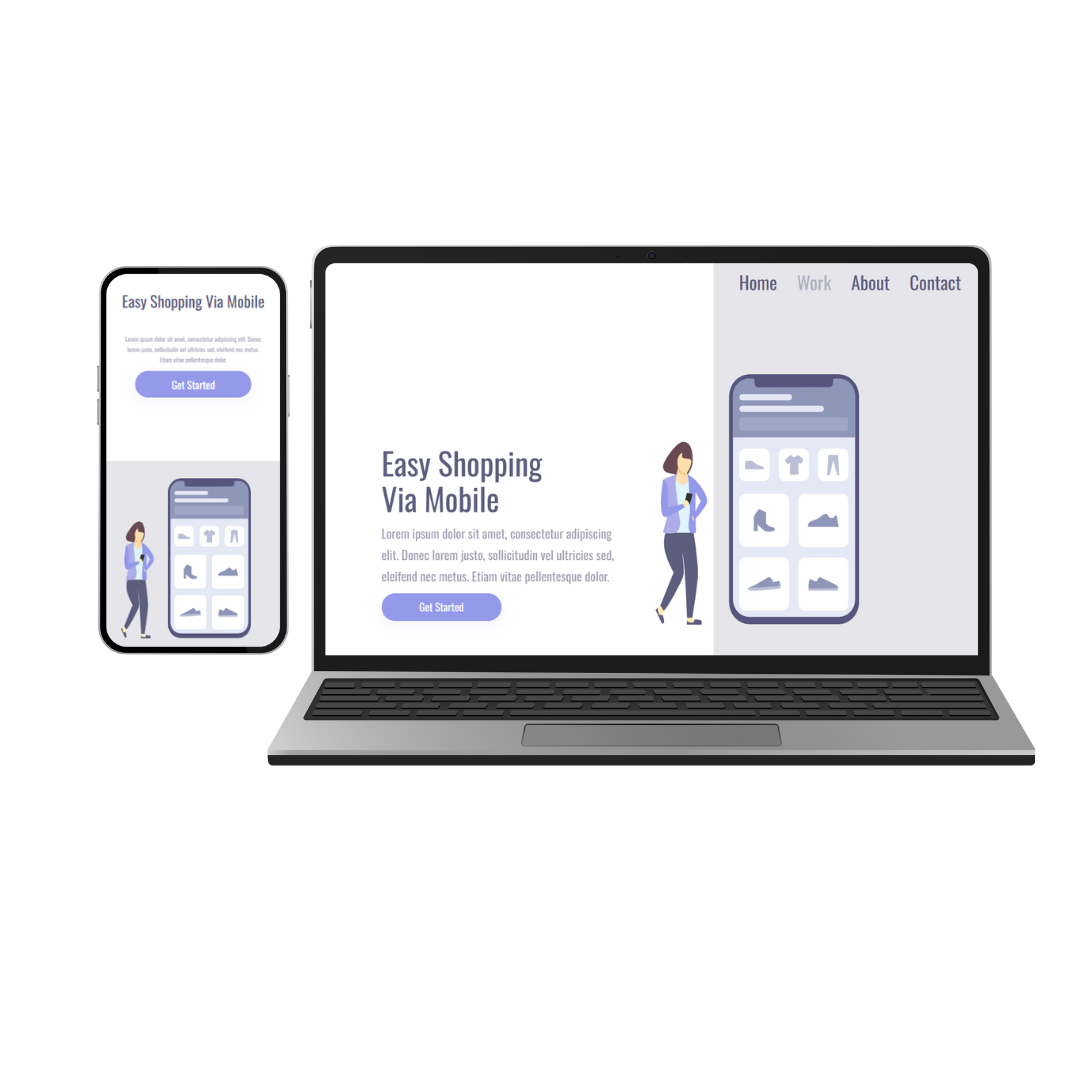 Easy Shopping Via Mobile
Lorem ipsum dolor sit amet, consectetur adipiscing elit. Donec
lorem justo, sollicitudin vel ultricies sed, eleifend nec metus.
Etiam vitae pellentesque dolor.
Get Started
Home Work About Contact
Easy Shopping
Via Mobile
Lorem ipsum dolor sit amet, consectetur adipiscing
elit. Donec lorem justo, sollicitudin vel ultricies sed,
eleifend nec metus. Etiam vitae pellentesque dolor.
Get Started